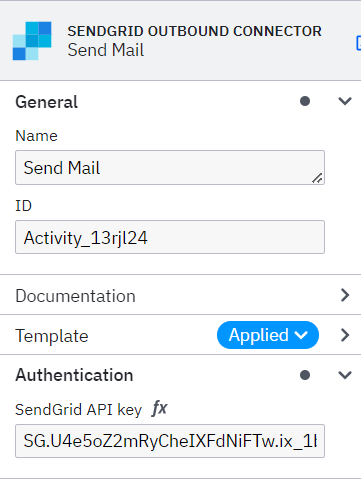 SENDGRID OUTBOUND CONNECTOR
Send Mail
General
Name
Send Mail
ID
Activity_13rjl24
Documentation
Template
Applied
Authentication
SendGrid API key fx
SG.U4e5oZ2mRyCheIXFdNiFTw.ix_1